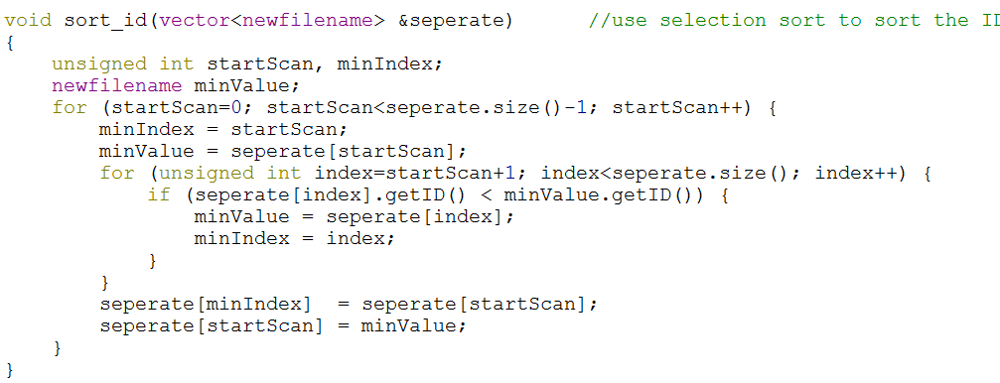 void sort_id(vector<newfilename> &seperate) //use selection sort to sort the
{
unsigned int startScan, minIndex;
newfilename minValue;
for (startScan=0; startScan<seperate.size()-1; startScan++) {
minIndex = startScan;
minValue = seperate[startScan];
for (unsigned int index=startScan+1; index<seperate.size(); index++) {
if (seperate[index].getID() < minValue.getID()) {
minValue = seperate[index];
minIndex = index;
}
}
seperate[minIndex] = seperate[startScan];
seperate[startScan] = minValue;
}
}